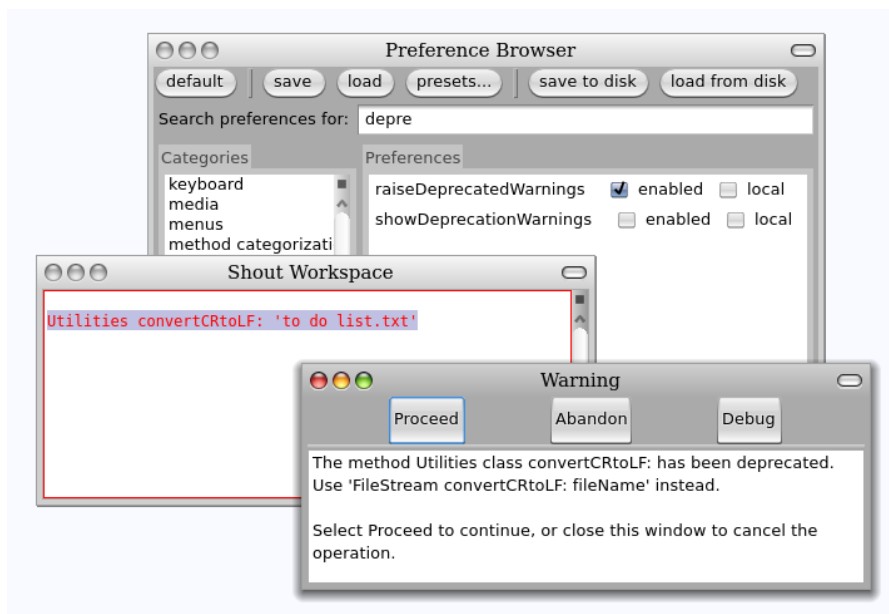 Preference Browser
default save load presets... save to disk load from disk
Search preferences for: depre
Categories Preferences
keyboard
media
menus
method categorizati
raiseDeprecatedWarnings enabled local
showDeprecationWarnings enabled local
Shout Workspace
Utilities convertCRtoLF: 'to do list.txt'
Warning
Proceed Abandon Debug
The method Utilities class convertCRtoLF: has been deprecated.
Use 'FileStream convertCRtoLF: fileName' instead.
Select Proceed to continue, or close this window to cancel the
operation.